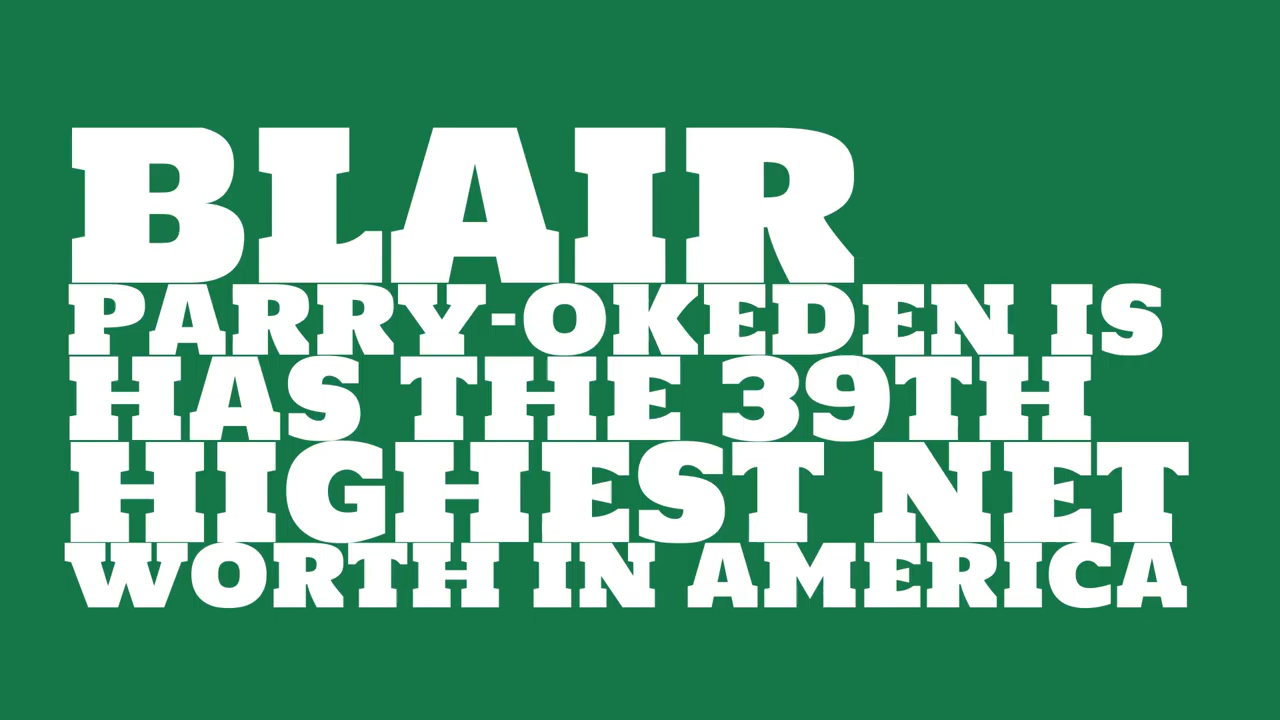 BLAIR
PARRY-OKEDEN IS
HAS THE 39TH
HIGHEST NET
WORTH IN AMERICA